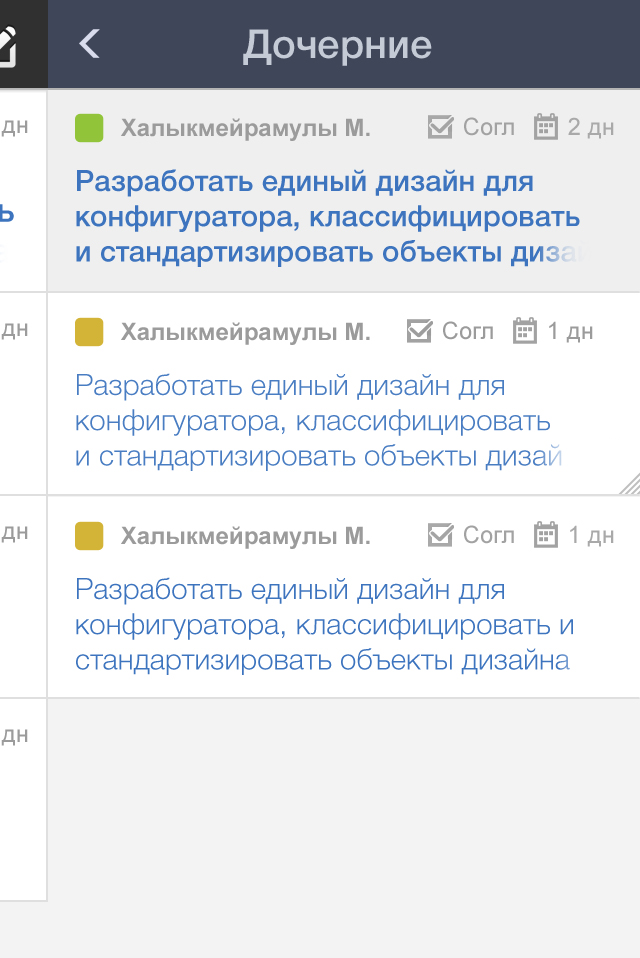 Дочерние
дн
Халыкмейрамулы М. Согл 2 дн
Разработать единый дизайн для
конфигуратора, классифицировать
ь
и стандартизировать объекты диза
дн
Халыкмейрамулы М. Согл 1 дн
Разработать единый дизайн для
конфигуратора, классифицировать
и стандартизировать объекты дизай
дн
Халыкмейрамулы М. Согл 1 дн
Разработать единый дизайн для
конфигуратора, классифицировать и
стандартизировать объекты дизайна
дн